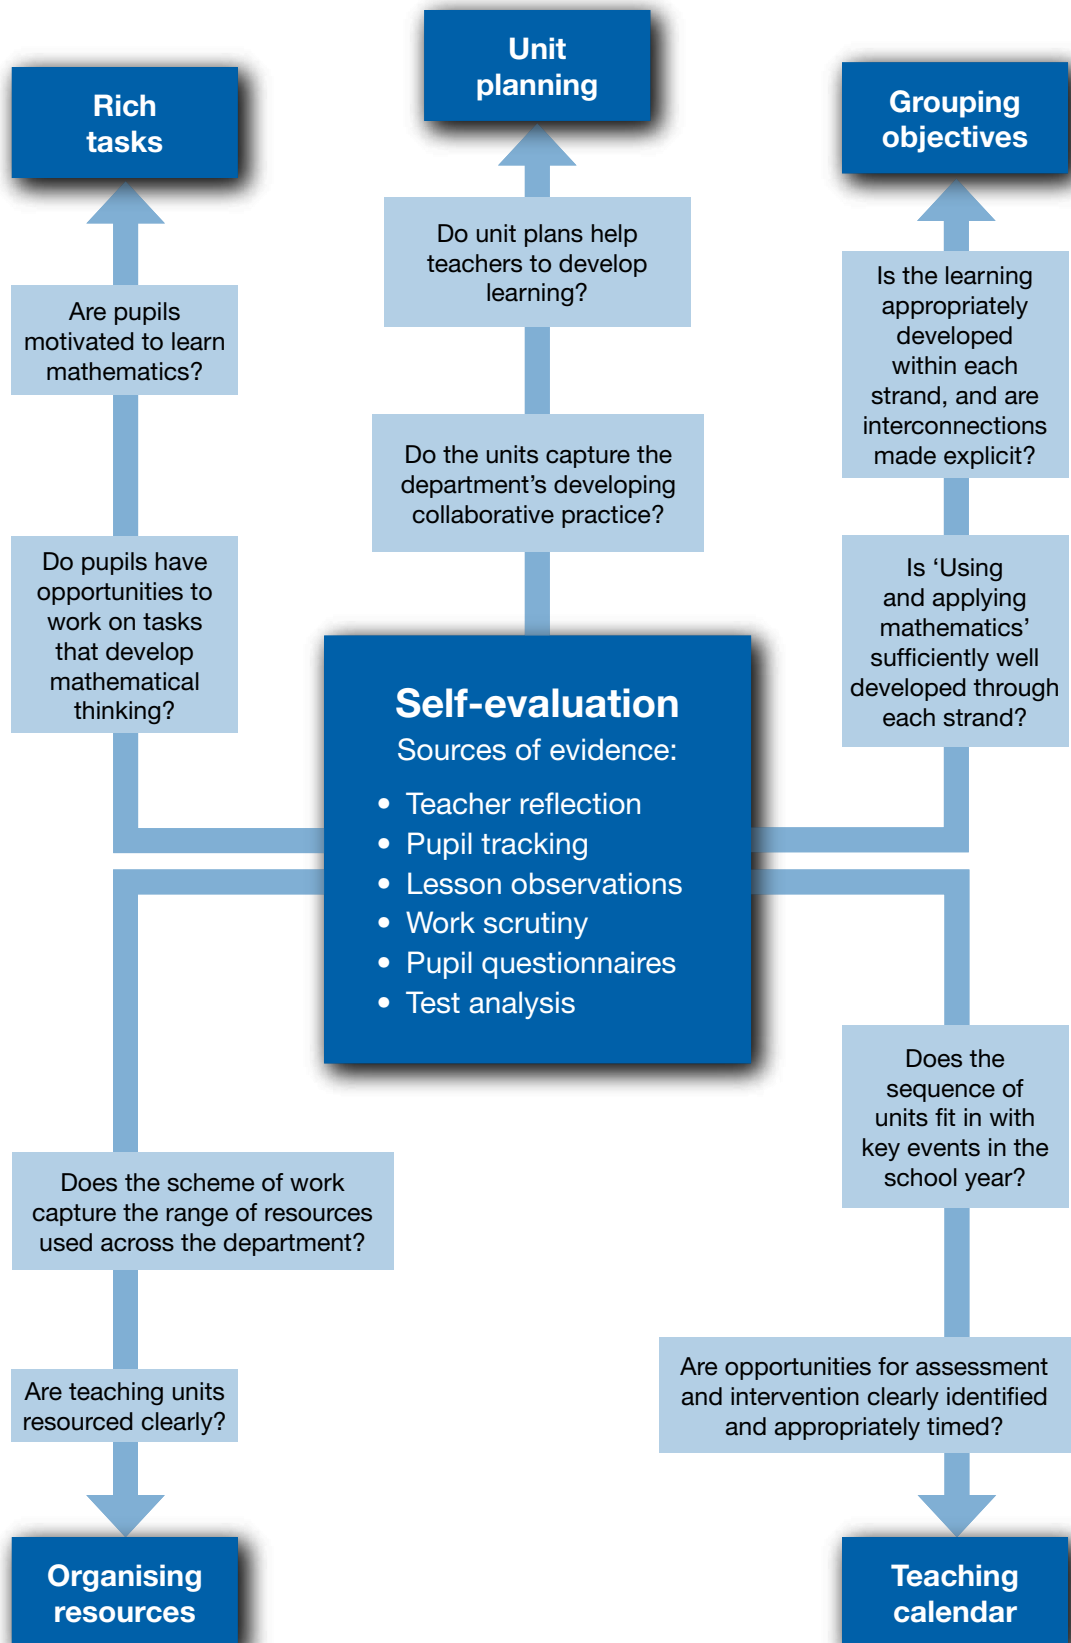 Unit
planning
Rich
tasks
Grouping
objectives
Do unit plans help
teachers to develop
learning?
Are pupils
motivated to learn
mathematics?
Is the learning
appropriately
developed
within each
strand, and are
interconnections
made explicit?
Do the units capture the
department’s developing
collaborative practice?
Do pupils have
opportunities to
work on tasks
that develop
mathematical
thinking?
Is ‘Using
and applying
mathematics’
sufficiently well
developed through
each strand?
Self-evaluation
Sources of evidence:
• Teacher reflection
• Pupil tracking
• Lesson observations
• Work scrutiny
• Pupil questionnaires
• Test analysis
Does the
sequence of
units fit in with
key events in the
school year?
Does the scheme of work
capture the range of resources
used across the department?
Are opportunities for assessment
and intervention clearly identified
and appropriately timed?
Are teaching units
resourced clearly?
Organising
resources
Teaching
calendar